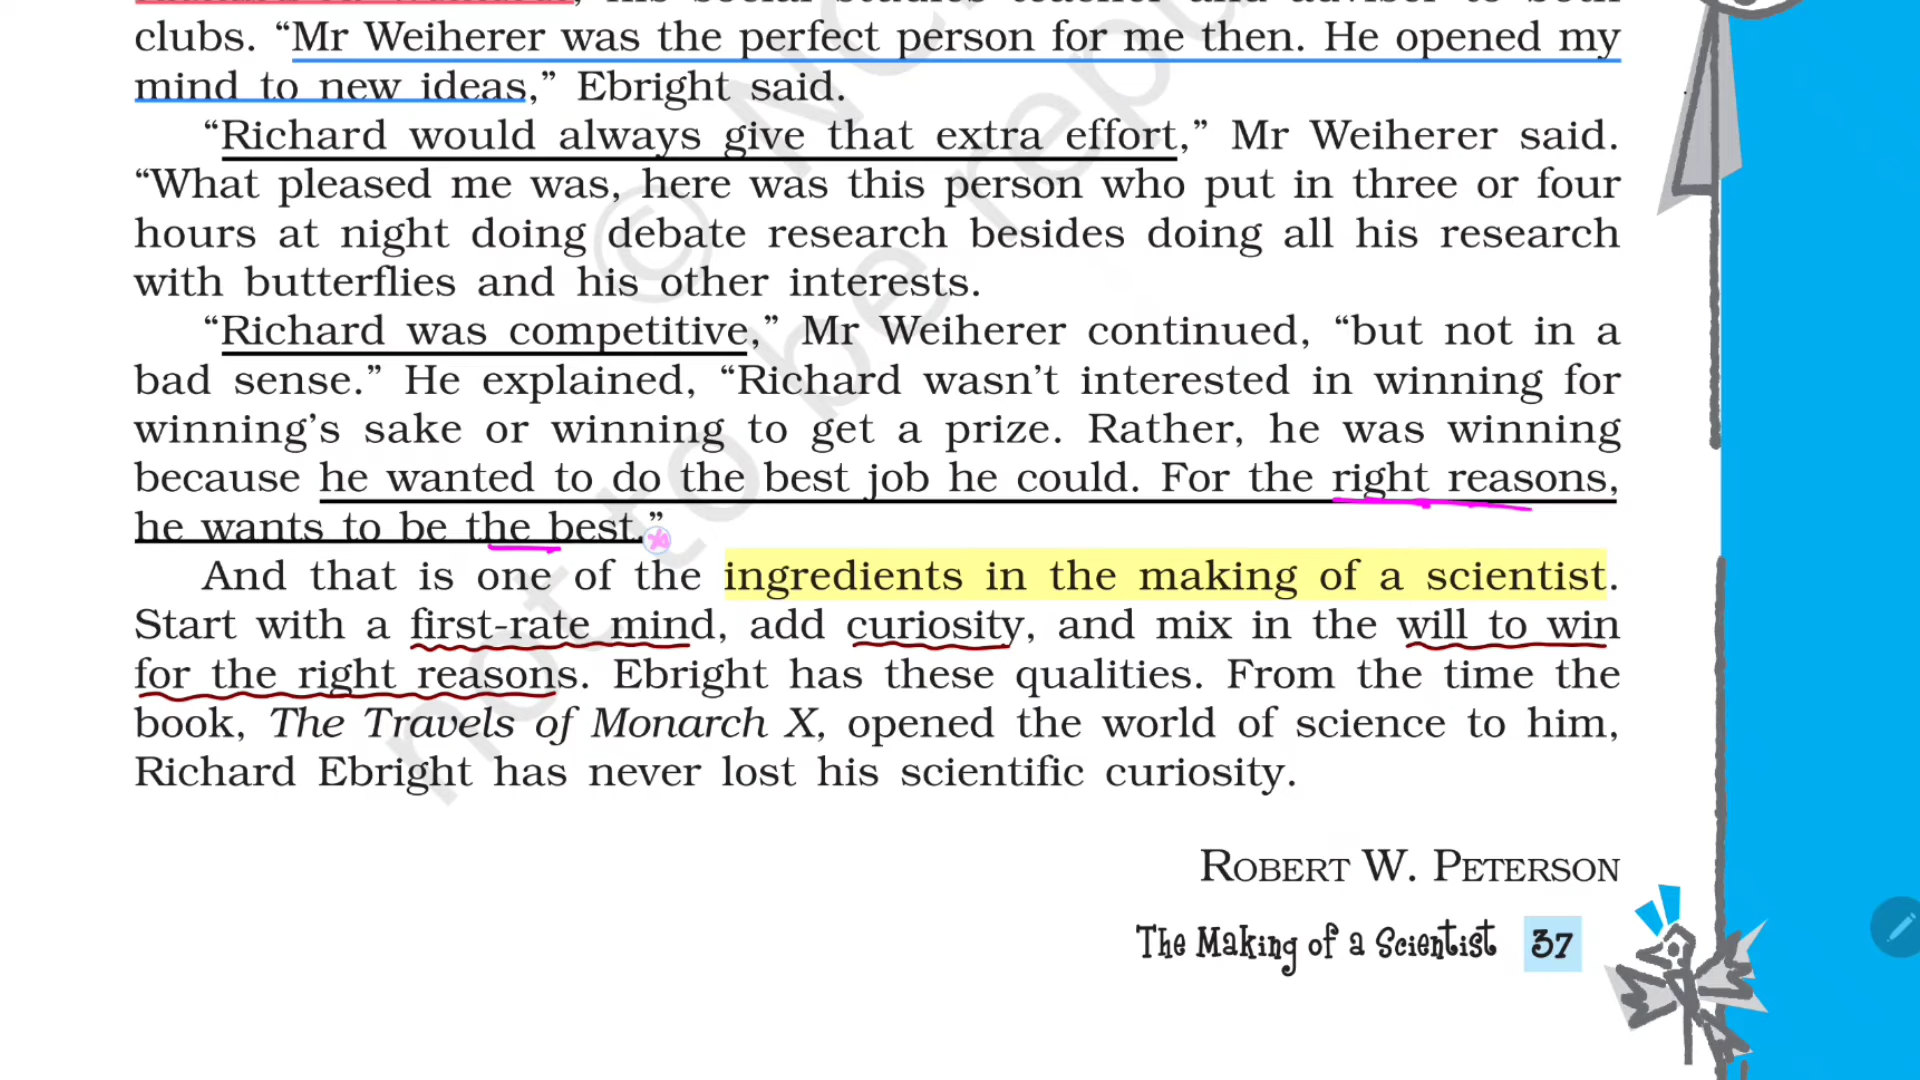 clubs. “Mr Weiherer was the perfect person for me then. He opened my
mind to new ideas,” Ebright said.
“Richard would always give that extra effort,” Mr Weiherer said.
“What pleased me was, here was this person who put in three or four
hours at night doing debate research besides doing all his research
with butterflies and his other interests.
“Richard was competitive,” Mr Weiherer continued, “but not in a
bad sense.” He explained, “Richard wasn’t interested in winning for
winning’s sake or winning to get a prize. Rather, he was winning
because he wanted to do the best job he could. For the right reasons,
he wants to be the best.”
And that is one of the ingredients in the making of a scientist.
Start with a first-rate mind, add curiosity, and mix in the will to win
for the right reasons. Ebright has these qualities. From the time the
book, The Travels of Monarch X, opened the world of science to him,
Richard Ebright has never lost his scientific curiosity.
ROBERT W. PETERSON
The Making of a Scientist 37
not to be repu